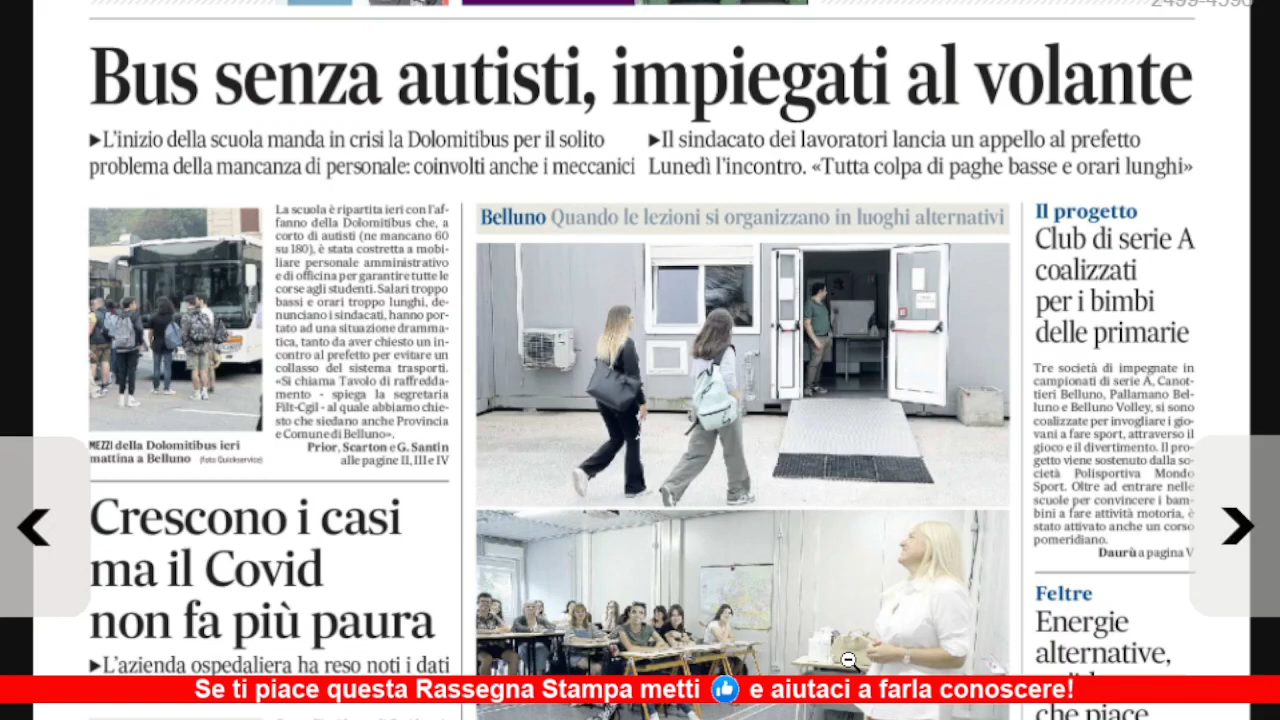 2499-4596
Bus senza autisti, impiegati al volante
▶L'inizio della scuola manda in crisi la Dolomitibus per il solito
problema della mancanza di personale: coinvolti anche i meccanici
▶Il sindacato dei lavoratori lancia un appello al prefetto
Lunedì l'incontro. «Tutta colpa di paghe basse e orari lunghi»
MEZZI della Dolomitibus ieri
mattina a Belluno (foto Quickservice)
La scuola è ripartita ieri con l'af-
fanno della Dolomitibus che, a
corto di autisti (ne mancano 60
su 180), è stata costretta a mobi-
liare personale amministrativo
e di officina per garantire tutte le
corse agli studenti. Salari troppo
bassi e orari troppo lunghi, de-
nunciano i sindacati, hanno por-
tato ad una situazione dramma-
tica, tanto da aver chiesto un in-
contro al prefetto per evitare un
collasso del sistema trasporti.
«Si chiama Tavolo di raffredda-
mento - spiega la segretaria
Filt-Cgil - al quale abbiamo chie-
sto che siedano anche Provincia
e Comune di Belluno».
Prior, Scarton e G. Santin
alle pagine II, III e IV
Crescono i casi
ma il Covid
non fa più paura
▶L'azienda ospedaliera ha reso noti i dati
Belluno Quando le lezioni si organizzano in luoghi alternativi
Il progetto
Club di serie A
coalizzati
per i bimbi
delle primarie
Tre società di impegnate in
campionati di serie A, Canot-
tieri Belluno, Pallamano Bel-
luno e Belluno Volley, si sono
coalizzate per invogliare i gio-
vani a fare sport, attraverso il
gioco e il divertimento. Il pro-
getto viene sostenuto dalla so-
cietà Polisportiva Mondo
Sport. Oltre ad entrare nelle
scuole per convincere i bam-
bini a fare attività motoria, è
stato attivato anche un corso
pomeridiano.
Daurù a pagina V
Feltre
Energie
alternative,
che piace
Se ti piace questa Rassegna Stampa metti 👍 e aiutaci a farla conoscere!